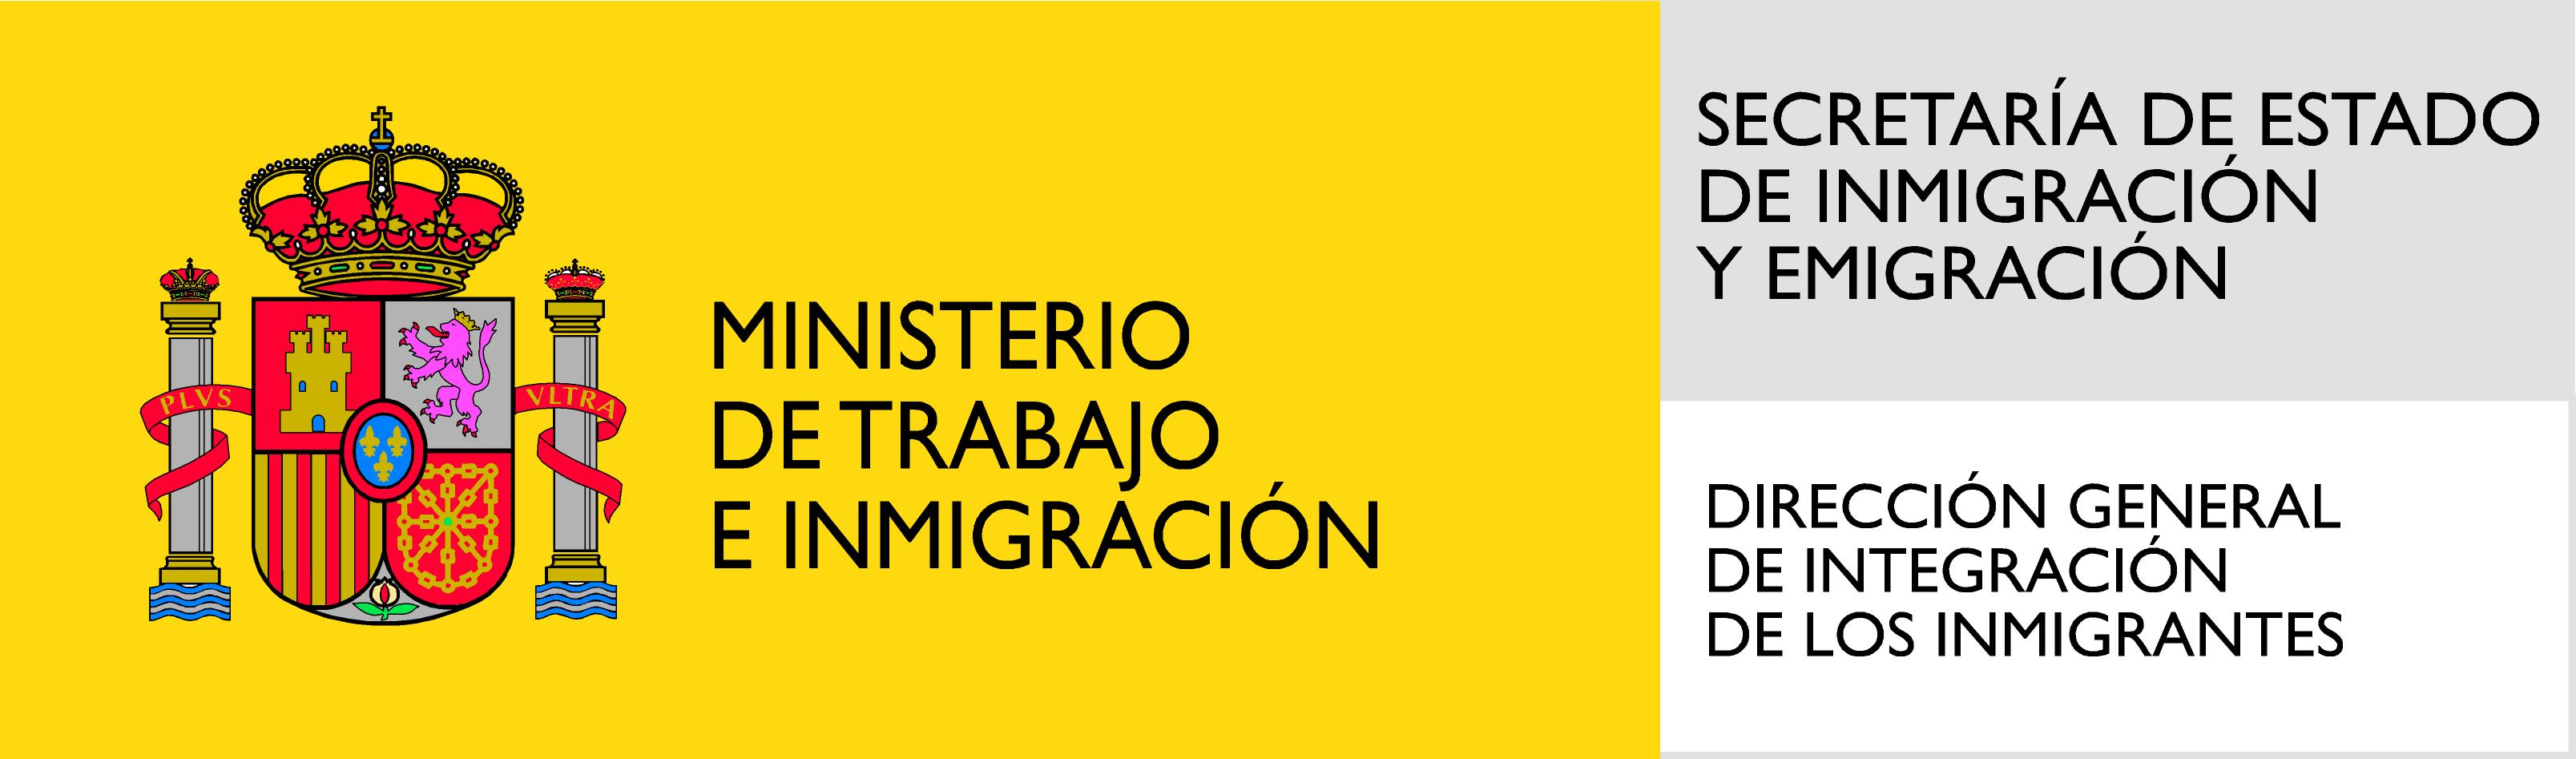 PLVS
VLTRA
MINISTERIO
DE TRABAJO
E INMIGRACIÓN
SECRETARÍA DE ESTADO
DE INMIGRACIÓN
Y EMIGRACIÓN
DIRECCIÓN GENERAL
DE INTEGRACIÓN
DE LOS INMIGRANTES